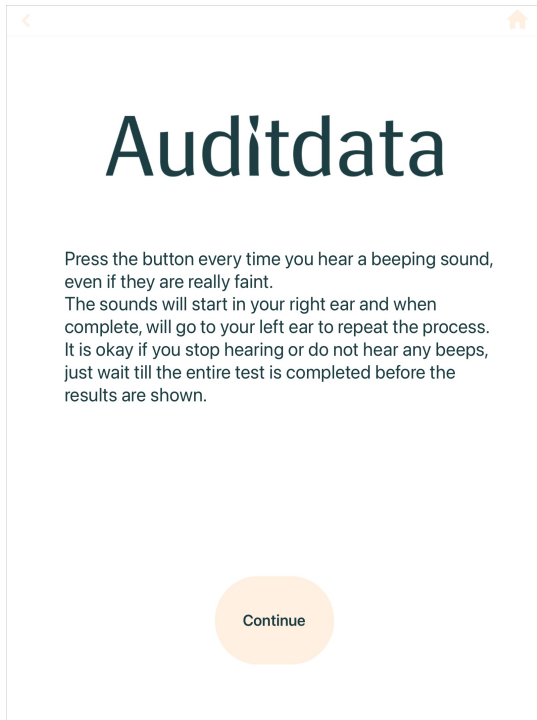 Auditdata
Press the button every time you hear a beeping sound,
even if they are really faint.
The sounds will start in your right ear and when
complete, will go to your left ear to repeat the process.
It is okay if you stop hearing or do not hear any beeps,
just wait till the entire test is completed before the
results are shown.
Continue